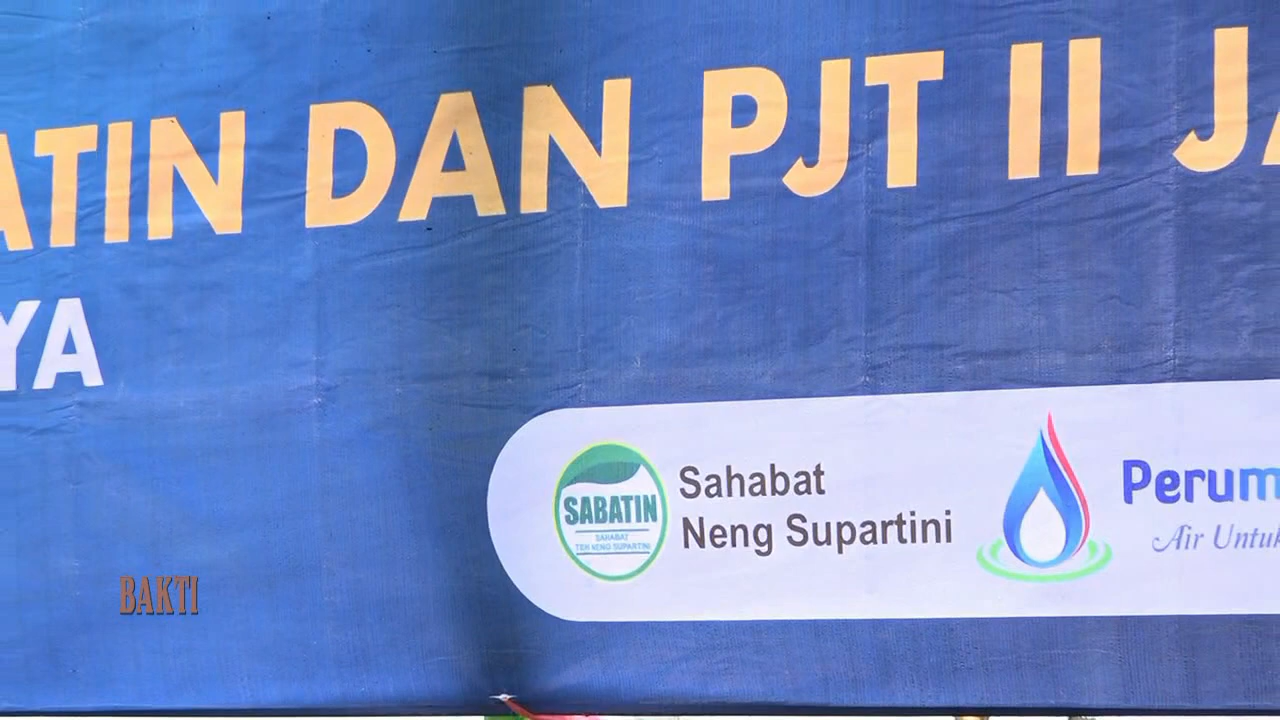 ATIN DAN PJT II JA
YA
SABATIN
SAHABAT
TEH NENG SUPARTINI
Sahabat
Neng Supartini
Perum
Air Untuk
BAKTI